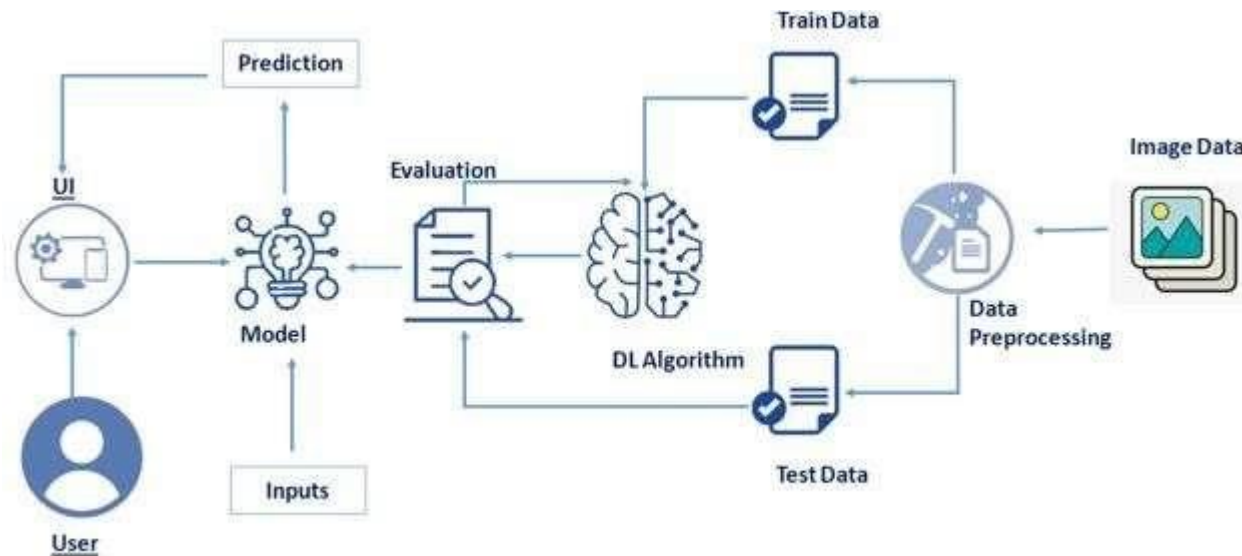 Train Data
Prediction
Image Data
Evaluation
UI
Data
Preprocessing
Model
DL Algorithm
Test Data
Inputs
User